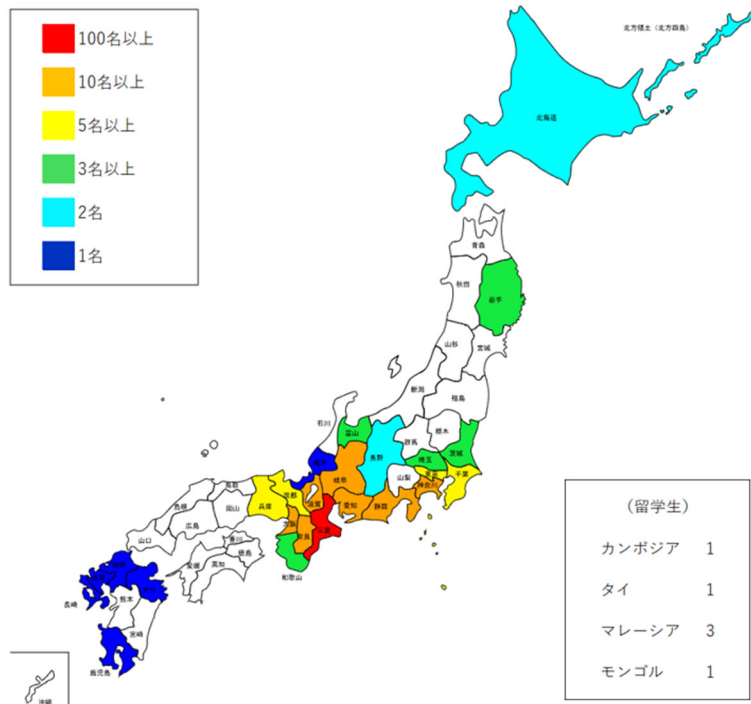 100名以上
10名以上
5名以上
3名以上
2名
1名
北方領土(北方四島)
北海道
青森
秋田
岩手
山形
宮城
新潟
福島
石川
富山
群馬
栃木
長野
埼玉
茨城
岐阜
山梨
千葉
神奈川
鳥取
京都
滋賀
愛知
静岡
島根
岡山
兵庫
広島
大阪
奈良
山口
香川
徳島
愛媛
高知
和歌山
長崎
熊本
宮崎
鹿児島
沖縄
(留学生)
カンボジア 1
タイ 1
マレーシア 3
モンゴル 1